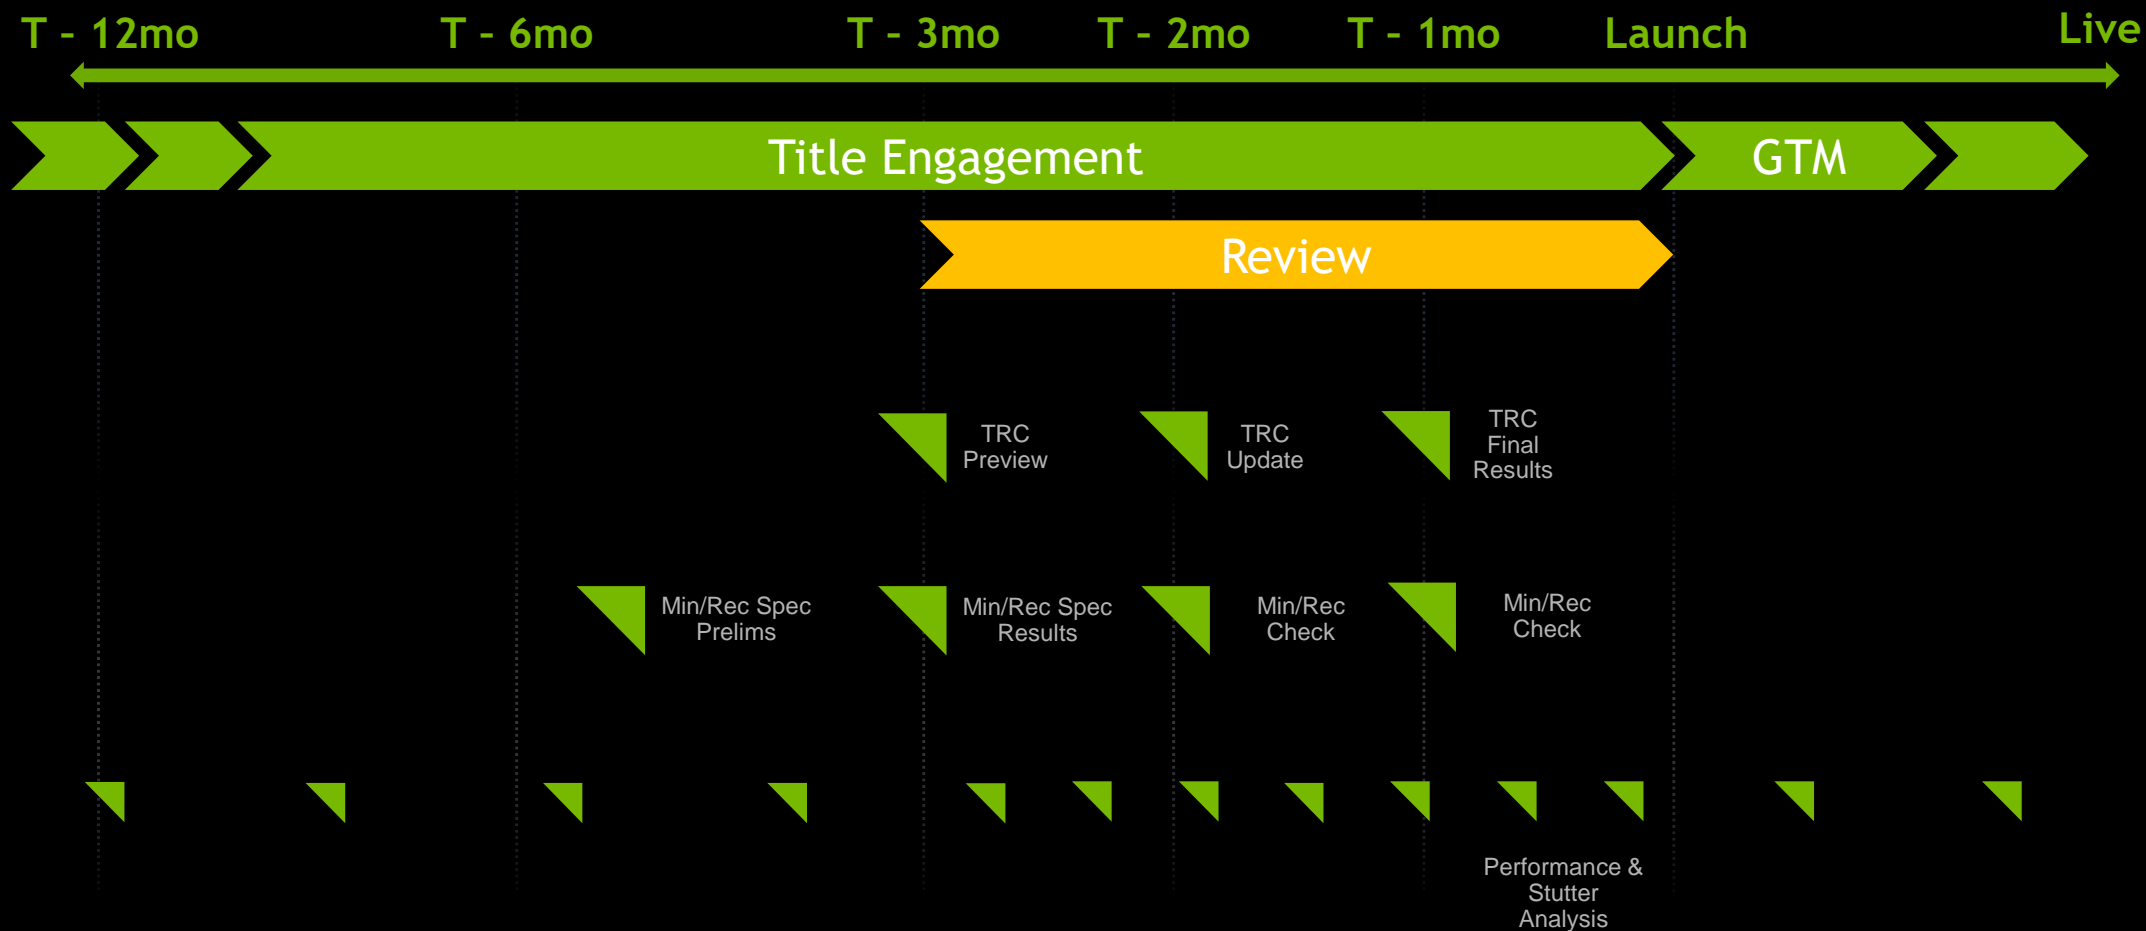 T - 12mo
T - 6mo
T - 3mo
T - 2mo
T - 1mo
Launch
Live
Title Engagement
GTM
Review
TRC
Preview
TRC
Update
TRC
Final
Results
Min/Rec Spec
Prelims
Min/Rec Spec
Results
Min/Rec
Check
Min/Rec
Check
Performance &
Stutter
Analysis